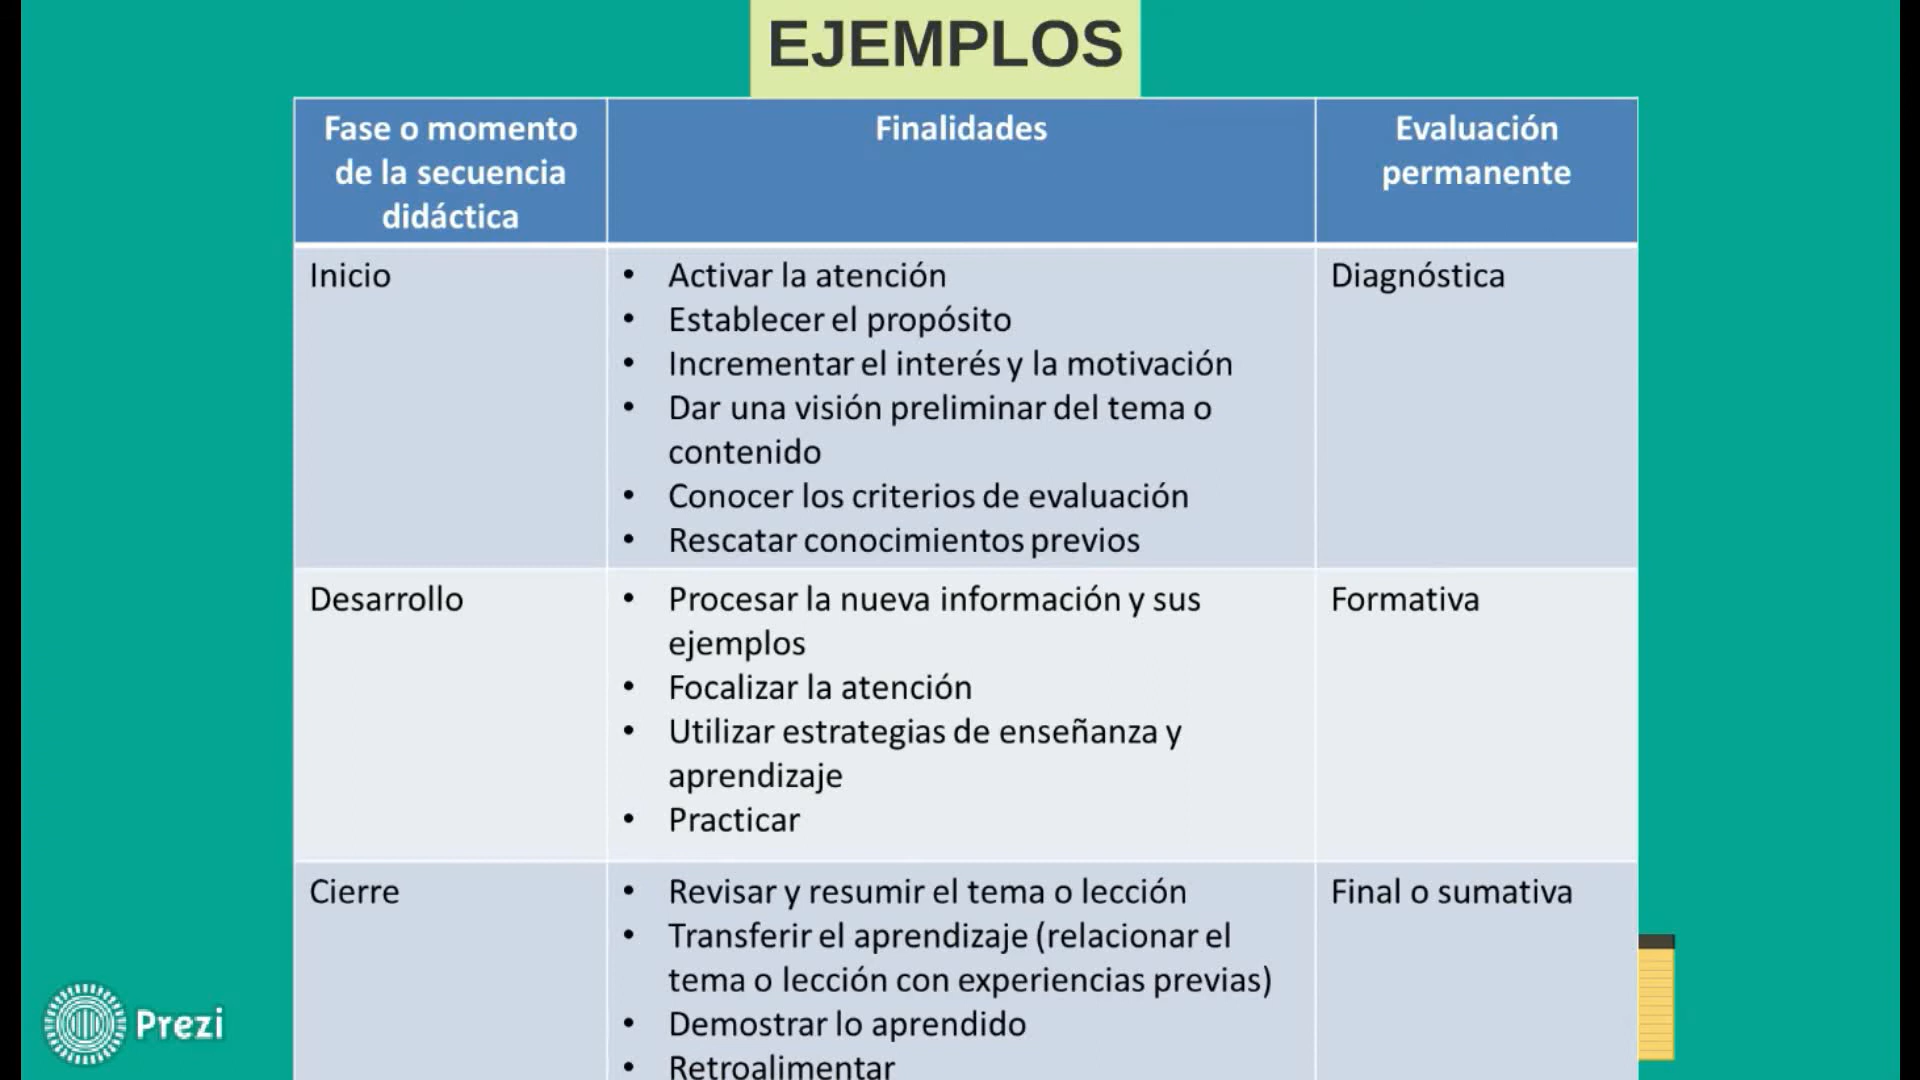 EJEMPLOS
Fase o momento
de la secuencia
didáctica
Finalidades
Evaluación
permanente
Inicio
• Activar la atención
• Establecer el propósito
• Incrementar el interés y la motivación
• Dar una visión preliminar del tema o
contenido
• Conocer los criterios de evaluación
• Rescatar conocimientos previos
Diagnóstica
Desarrollo
• Procesar la nueva información y sus
ejemplos
• Focalizar la atención
• Utilizar estrategias de enseñanza y
aprendizaje
• Practicar
Formativa
Cierre
• Revisar y resumir el tema o lección
• Transferir el aprendizaje (relacionar el
tema o lección con experiencias previas)
• Demostrar lo aprendido
• Retroalimentar
Final o sumativa
Prezi